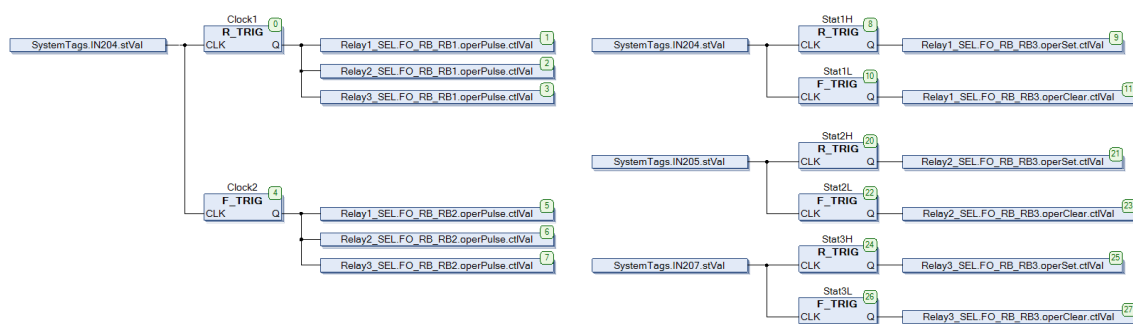 Clock1
0
R_TRIG
SystemTags.IN204.stVal
CLK Q
1
Relay1_SEL.FO_RB_RB1.operPulse.ctlVal
2
Relay2_SEL.FO_RB_RB1.operPulse.ctlVal
3
Relay3_SEL.FO_RB_RB1.operPulse.ctlVal
Clock2
4
F_TRIG
CLK Q
5
Relay1_SEL.FO_RB_RB2.operPulse.ctlVal
6
Relay2_SEL.FO_RB_RB2.operPulse.ctlVal
7
Relay3_SEL.FO_RB_RB2.operPulse.ctlVal
Stat1H
8
R_TRIG
SystemTags.IN204.stVal
CLK Q
9
Relay1_SEL.FO_RB_RB3.operSet.ctlVal
Stat1L
10
F_TRIG
CLK Q
11
Relay1_SEL.FO_RB_RB3.operClear.ctlVal
Stat2H
20
R_TRIG
SystemTags.IN205.stVal
CLK Q
21
Relay2_SEL.FO_RB_RB3.operSet.ctlVal
Stat2L
22
F_TRIG
CLK Q
23
Relay2_SEL.FO_RB_RB3.operClear.ctlVal
Stat3H
24
R_TRIG
SystemTags.IN207.stVal
CLK Q
25
Relay3_SEL.FO_RB_RB3.operSet.ctlVal
Stat3L
26
F_TRIG
CLK Q
27
Relay3_SEL.FO_RB_RB3.operClear.ctlVal